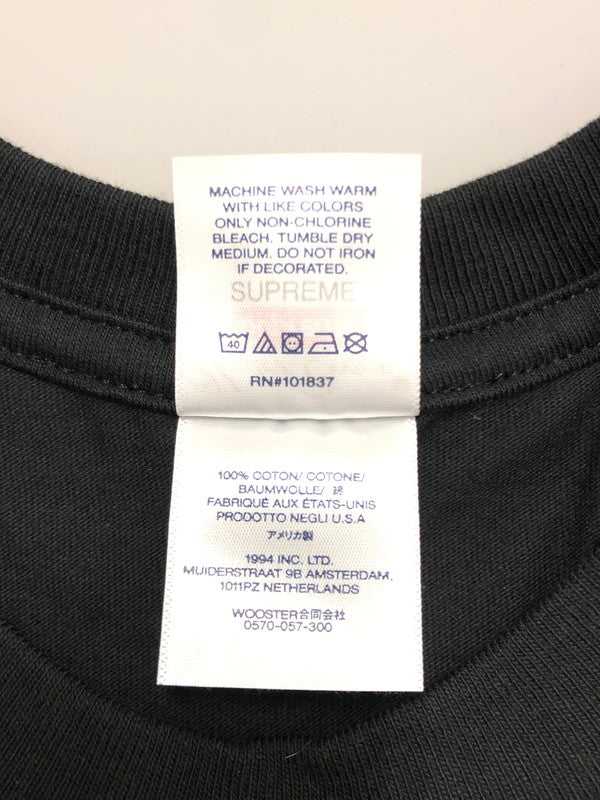 MACHINE WASH WARM
WITH LIKE COLORS
ONLY NON-CHLORINE
BLEACH. TUMBLE DRY
MEDIUM. DO NOT IRON
IF DECORATED.
SUPREME
40
RN#101837
100% COTON/ COTONE/
BAUMWOLLE/ 綿
FABRIQUÉ AUX ÉTATS-UNIS
PRODOTTO NEGLI U.S.A
アメリカ製
1994 INC. LTD.
MUIDERSTRAAT 9B AMSTERDAM,
1011PZ NETHERLANDS
WOOSTER合同会社
0570-057-300